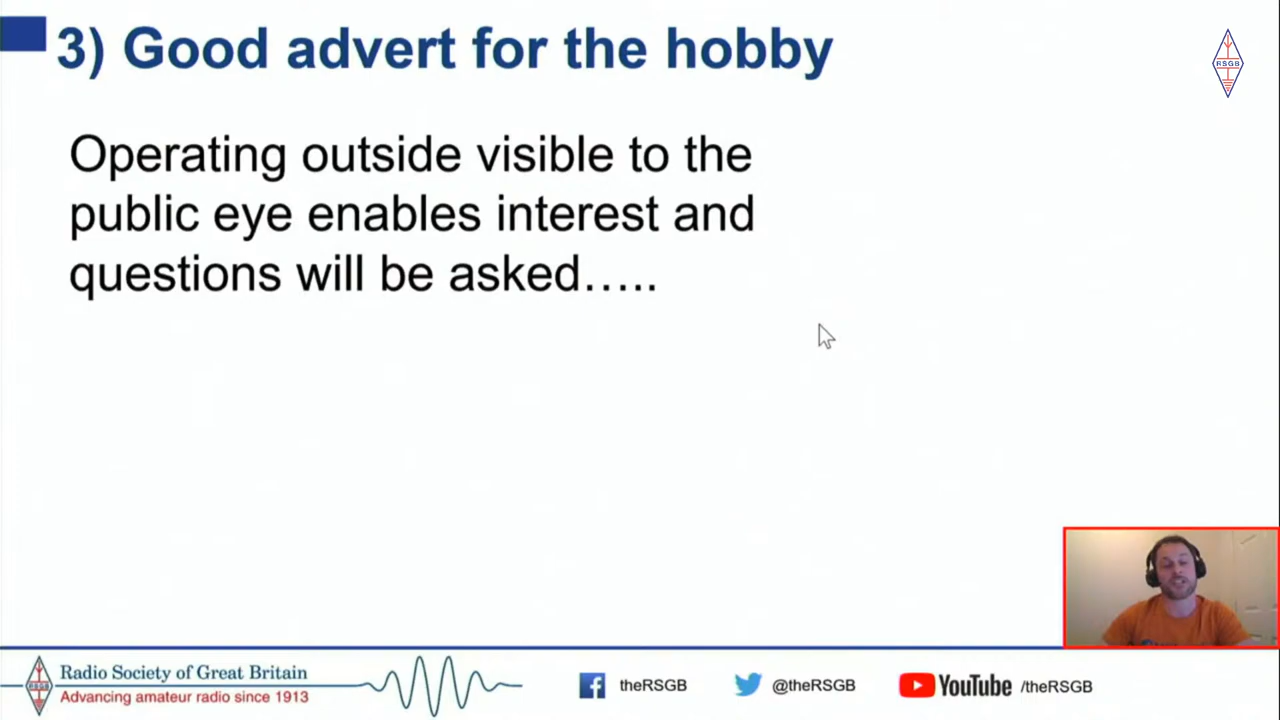 3) Good advert for the hobby
RSGB
Operating outside visible to the
public eye enables interest and
questions will be asked…..
RSGB
Radio Society of Great Britain
Advancing amateur radio since 1913
theRSGB
@theRSGB
YouTube /theRSGB